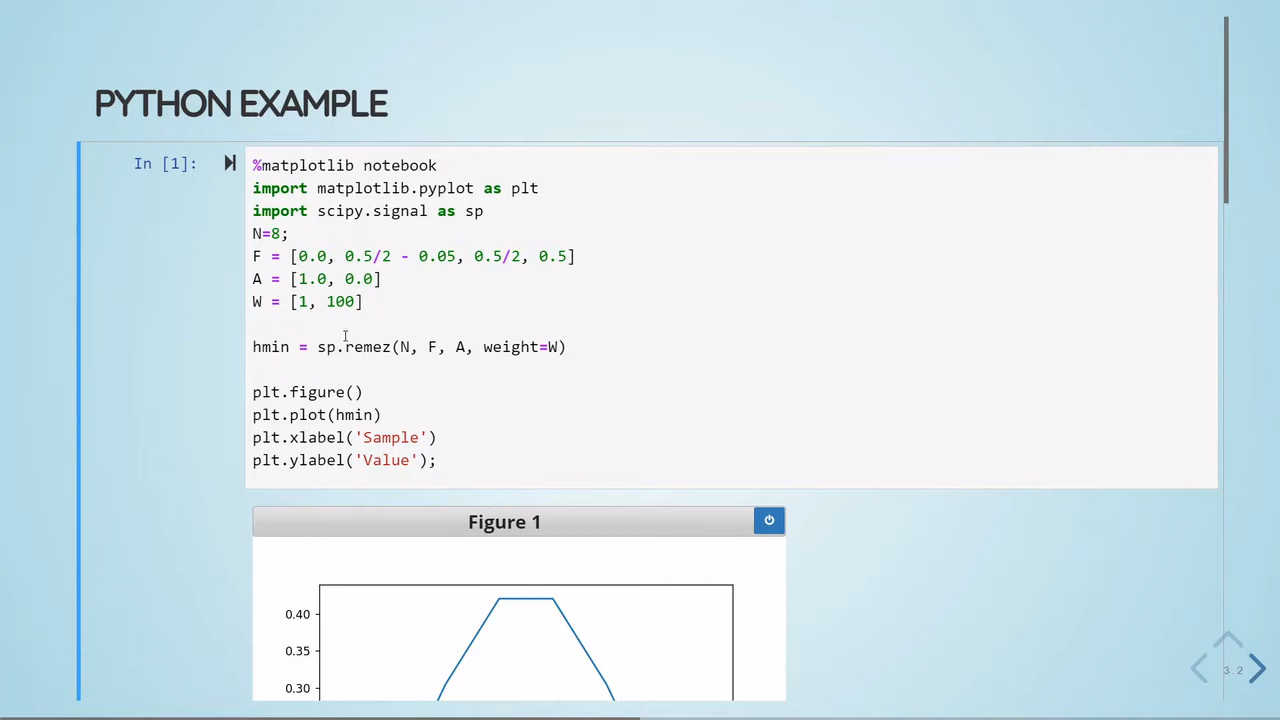 PYTHON EXAMPLE
In [1]:
%matplotlib notebook
import matplotlib.pyplot as plt
import scipy.signal as sp
N=8;
F = [0.0, 0.5/2 - 0.05, 0.5/2, 0.5]
A = [1.0, 0.0]
W = [1, 100]
hmin = sp.remez(N, F, A, weight=W)
plt.figure()
plt.plot(hmin)
plt.xlabel('Sample')
plt.ylabel('Value');
Figure 1
0.40
0.35
0.30
3.2